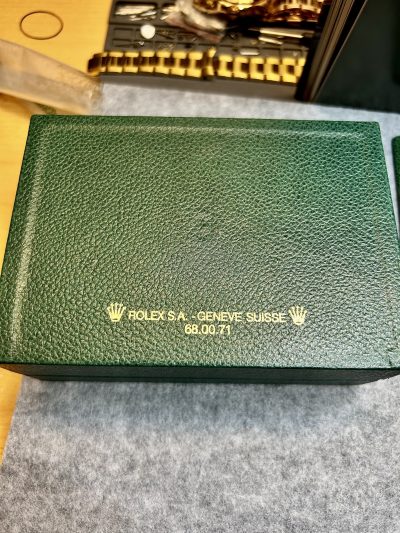 ROLEX S.A. - GENEVE SUISSE
68.00.71